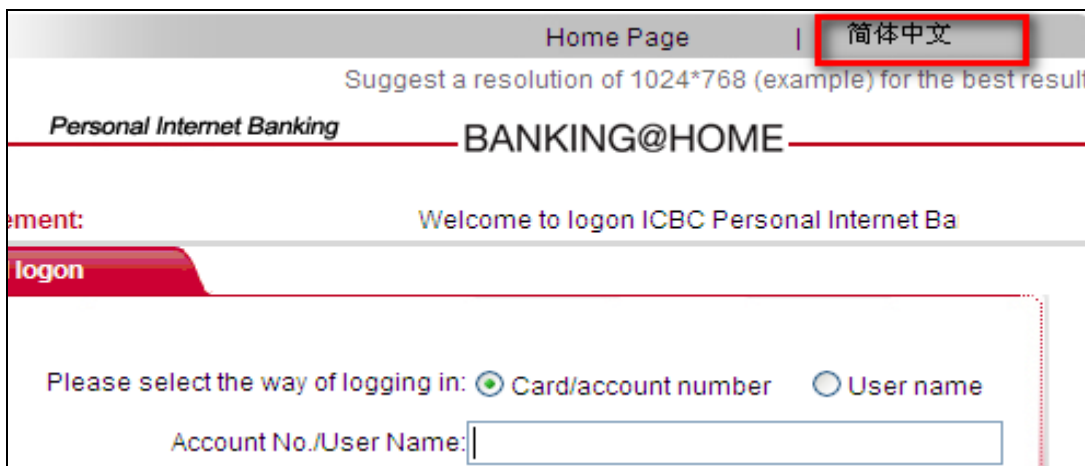 Home Page | 简体中文
Suggest a resolution of 1024*768 (example) for the best result
Personal Internet Banking BANKING@HOME
ement: Welcome to logon ICBC Personal Internet Ba
logon
Please select the way of logging in: Card/account number User name
Account No./User Name: